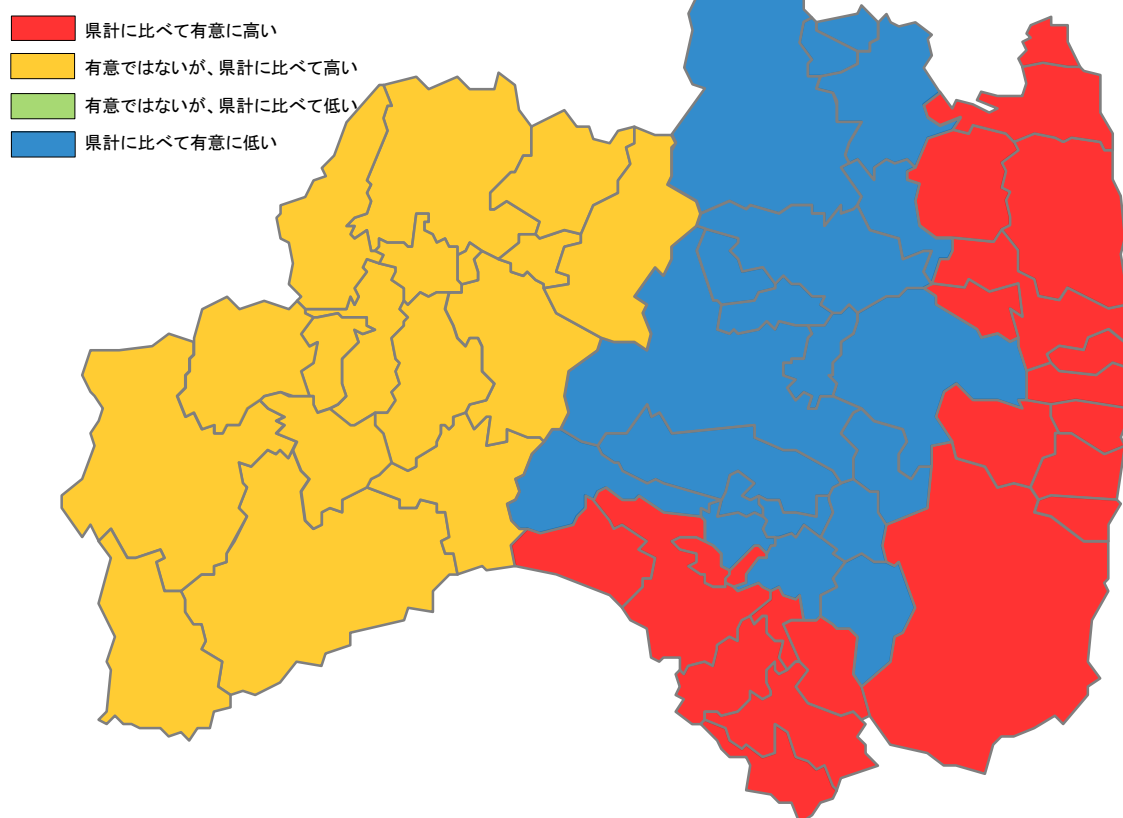 県計に比べて有意に高い
有意ではないが、県計に比べて高い
有意ではないが、県計に比べて低い
県計に比べて有意に低い